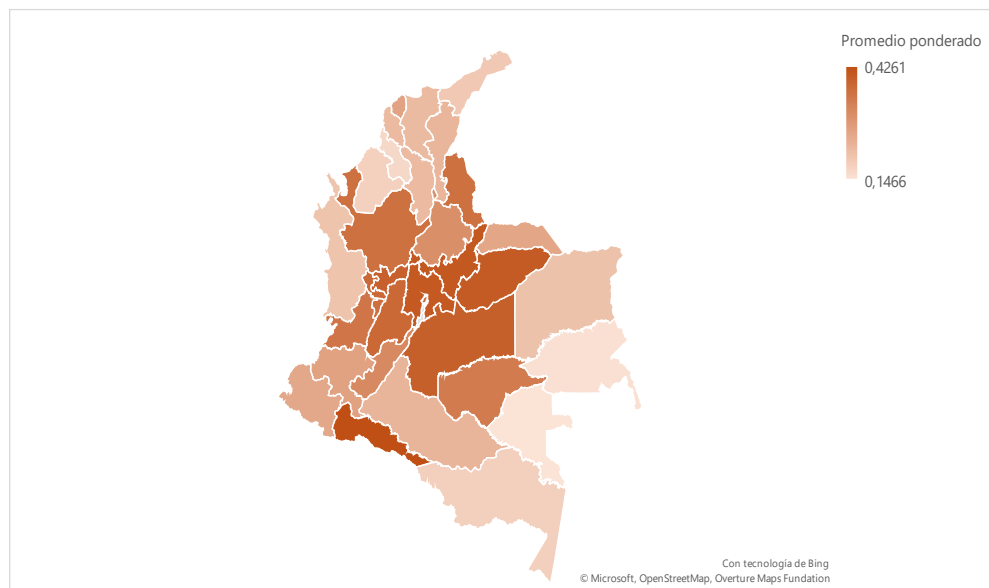 Promedio ponderado
0,4261
0,1466
Con tecnología de Bing
© Microsoft, OpenStreetMap, Overture Maps Fundation